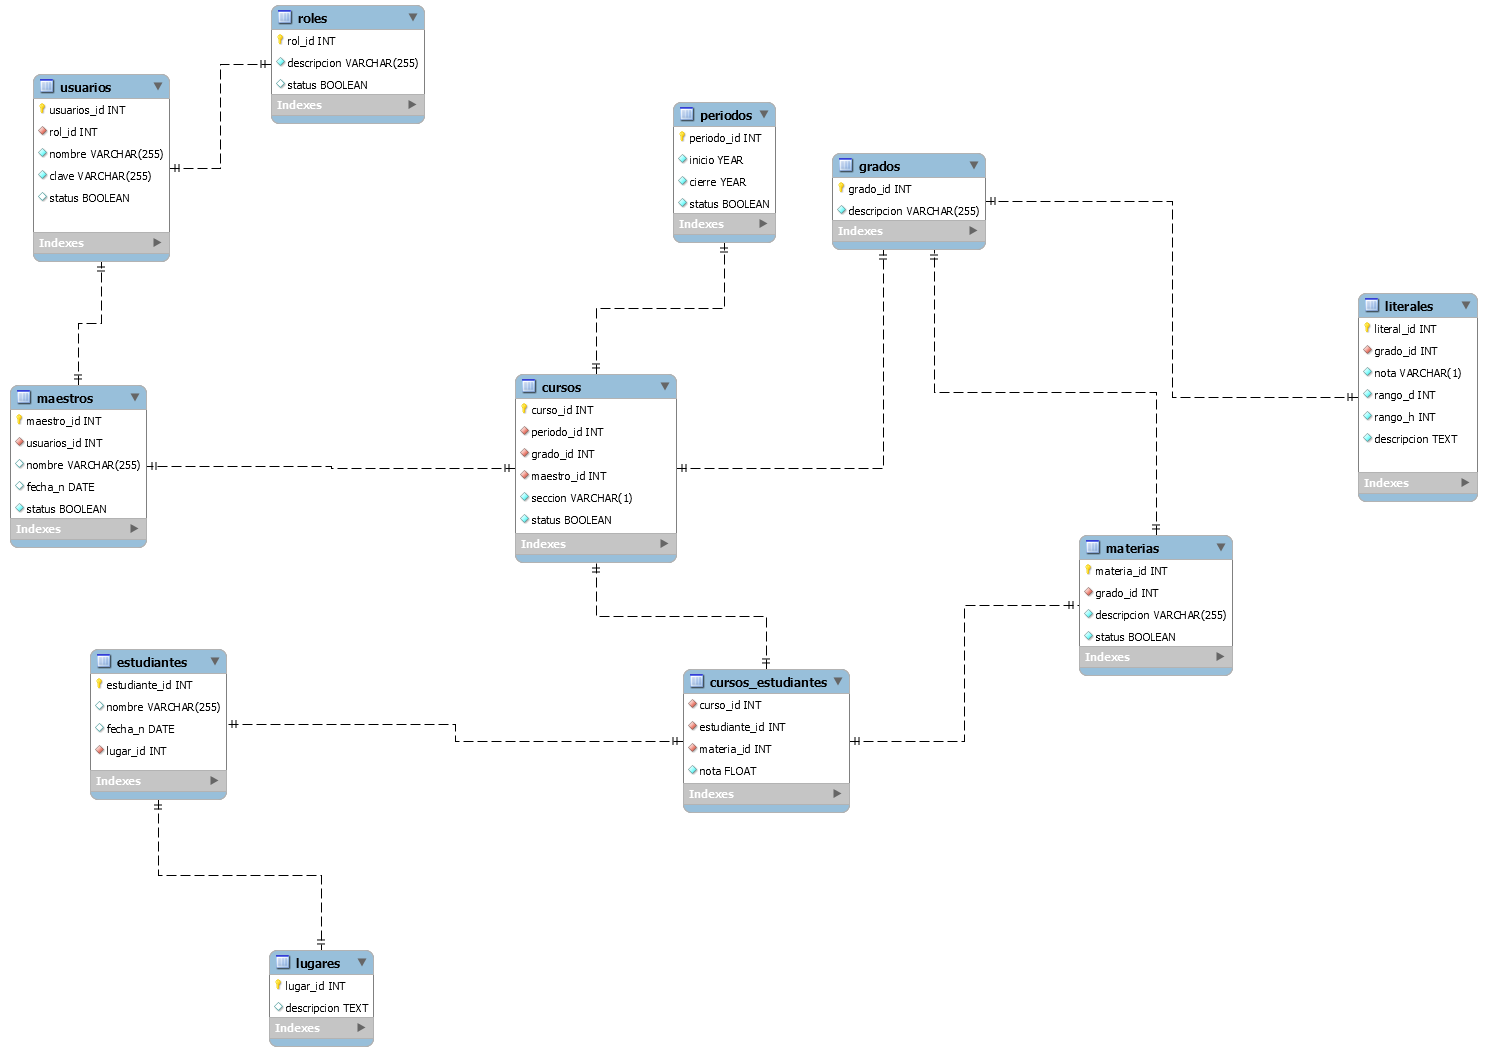 roles
rol_id INT
descripcion VARCHAR(255)
status BOOLEAN
Indexes
usuarios
usuarios_id INT
rol_id INT
nombre VARCHAR(255)
clave VARCHAR(255)
status BOOLEAN
Indexes
periodos
periodo_id INT
inicio YEAR
cierre YEAR
status BOOLEAN
Indexes
grados
grado_id INT
descripcion VARCHAR(255)
Indexes
literales
literal_id INT
grado_id INT
nota VARCHAR(1)
rango_d INT
rango_h INT
descripcion TEXT
Indexes
maestros
maestro_id INT
usuarios_id INT
nombre VARCHAR(255)
fecha_n DATE
status BOOLEAN
Indexes
cursos
curso_id INT
periodo_id INT
grado_id INT
maestro_id INT
seccion VARCHAR(1)
status BOOLEAN
Indexes
materias
materia_id INT
grado_id INT
descripcion VARCHAR(255)
status BOOLEAN
Indexes
estudiantes
estudiante_id INT
nombre VARCHAR(255)
fecha_n DATE
lugar_id INT
Indexes
cursos_estudiantes
curso_id INT
estudiante_id INT
materia_id INT
nota FLOAT
Indexes
lugares
lugar_id INT
descripcion TEXT
Indexes